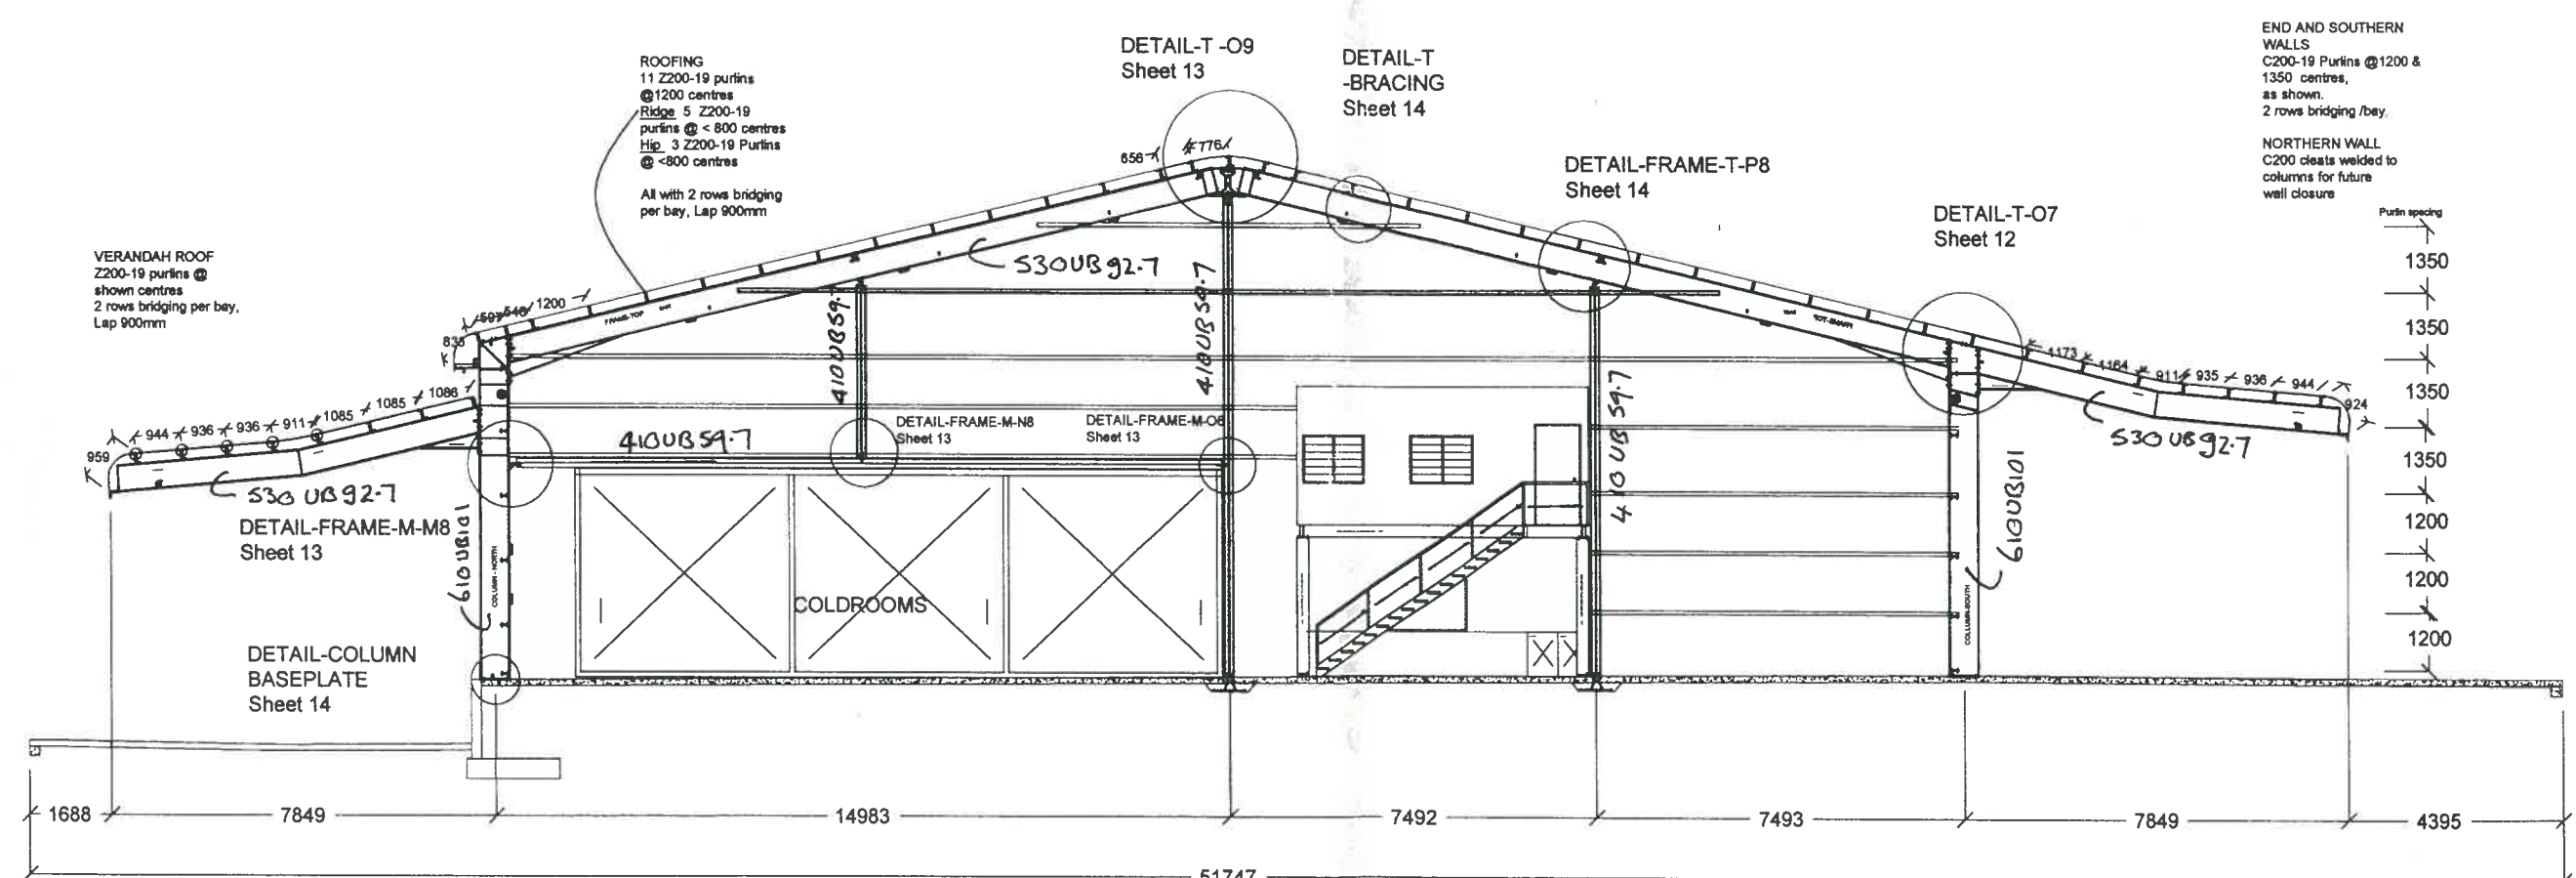 END AND SOUTHERN
WALLS
C200-19 Purlins @1200 &
1350 centres,
as shown.
2 rows bridging /bay.
NORTHERN WALL
C200 cleats welded to
columns for future
wall closure
Purlin spacing
1350
1350
1350
1350
1200
1200
1200
DETAIL-T -O9
Sheet 13
DETAIL-T
-BRACING
Sheet 14
ROOFING
11 Z200-19 purlins
@1200 centres
Ridge 5 Z200-19
purlins @ < 800 centres
Hip 3 Z200-19 Purlins
@ <800 centres
All with 2 rows bridging
per bay, Lap 900mm
656
776
DETAIL-FRAME-T-P8
Sheet 14
DETAIL-T-O7
Sheet 12
VERANDAH ROOF
Z200-19 purlins @
shown centres
2 rows bridging per bay,
Lap 900mm
530UB92.7
1200
835
410UB59.7
410UB59.7
410UB59.7
1173 1164 911 935 936 944
924
944 936 936 911 1085 1085 1086
959
DETAIL-FRAME-M-N8
Sheet 13
DETAIL-FRAME-M-O8
Sheet 13
410UB59.7
530UB92.7
530UB92.7
DETAIL-FRAME-M-M8
Sheet 13
610UB101
COLUMN-NORTH
610UB101
COLLUMN-SOUTH
COLDROOMS
DETAIL-COLUMN
BASEPLATE
Sheet 14
1688 7849 14983 7492 7493 7849 4395
51747